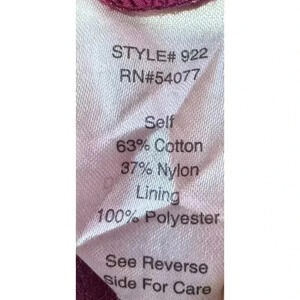 STYLE# 922
RN#54077
Self
63% Cotton
37% Nylon
Lining
100% Polyester
See Reverse
Side For Care